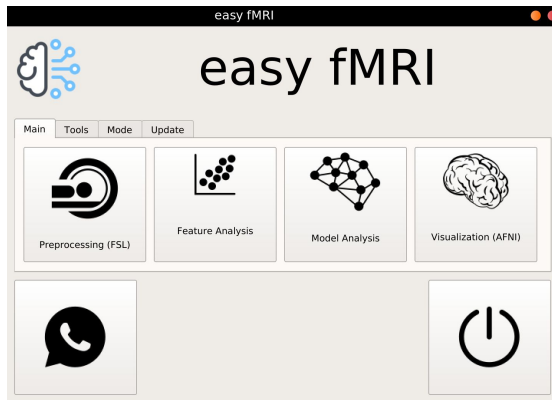 easy fMRI
easy fMRI
Main Tools Mode Update
Preprocessing (FSL) Feature Analysis Model Analysis Visualization (AFNI)